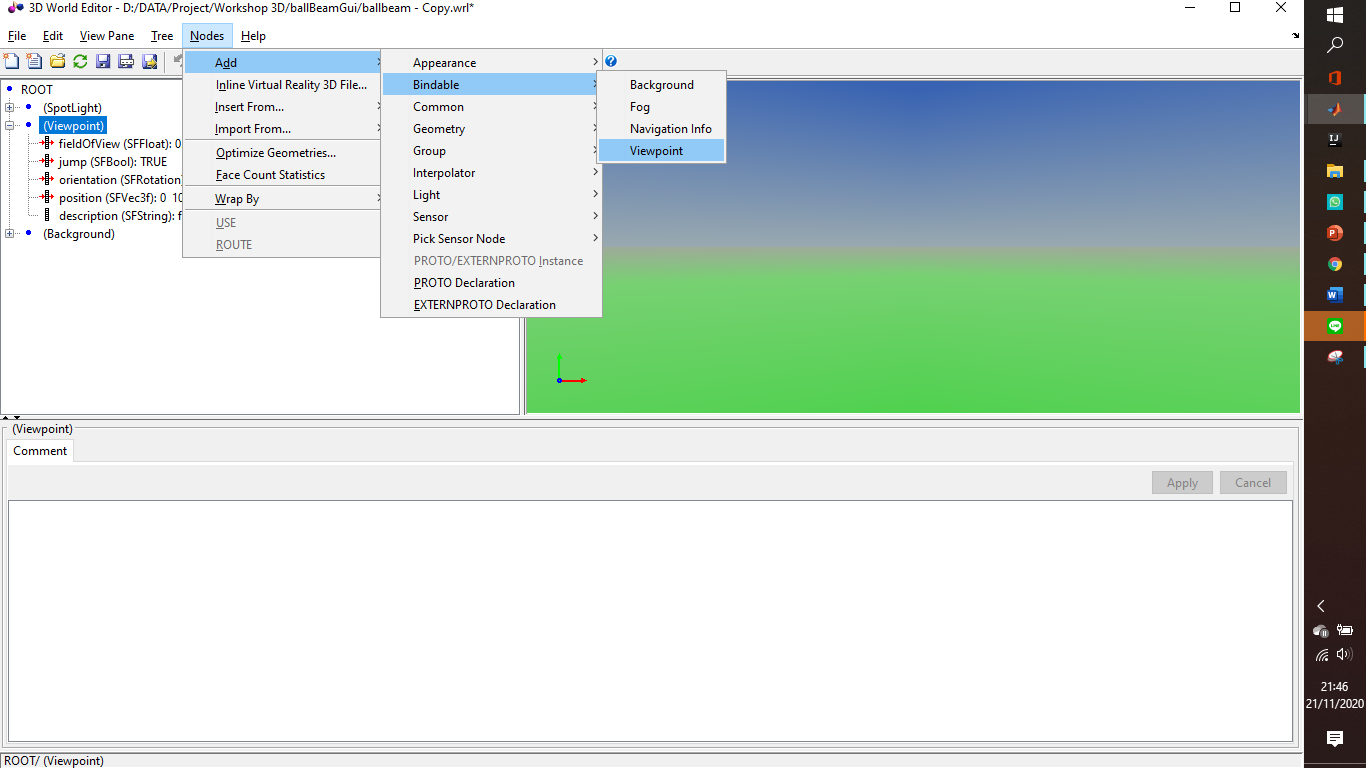 3D World Editor - D:/DATA/Project/Workshop 3D/ballBeamGui/ballbeam - Copy.wrl*
File Edit View Pane Tree Nodes Help
ROOT
(SpotLight)
(Viewpoint)
fieldOfView (SFFloat): 0
jump (SFBool): TRUE
orientation (SFRotation)
position (SFVec3f): 0 10
description (SFString): f
(Background)
Add
Inline Virtual Reality 3D File...
Insert From...
Import From...
Optimize Geometries...
Face Count Statistics
Wrap By
USE
ROUTE
Appearance
Bindable
Common
Geometry
Group
Interpolator
Light
Sensor
Pick Sensor Node
PROTO/EXTERNPROTO Instance
PROTO Declaration
EXTERNPROTO Declaration
Background
Fog
Navigation Info
Viewpoint
(Viewpoint)
Comment
Apply Cancel
ROOT/ (Viewpoint)
21:46
21/11/2020